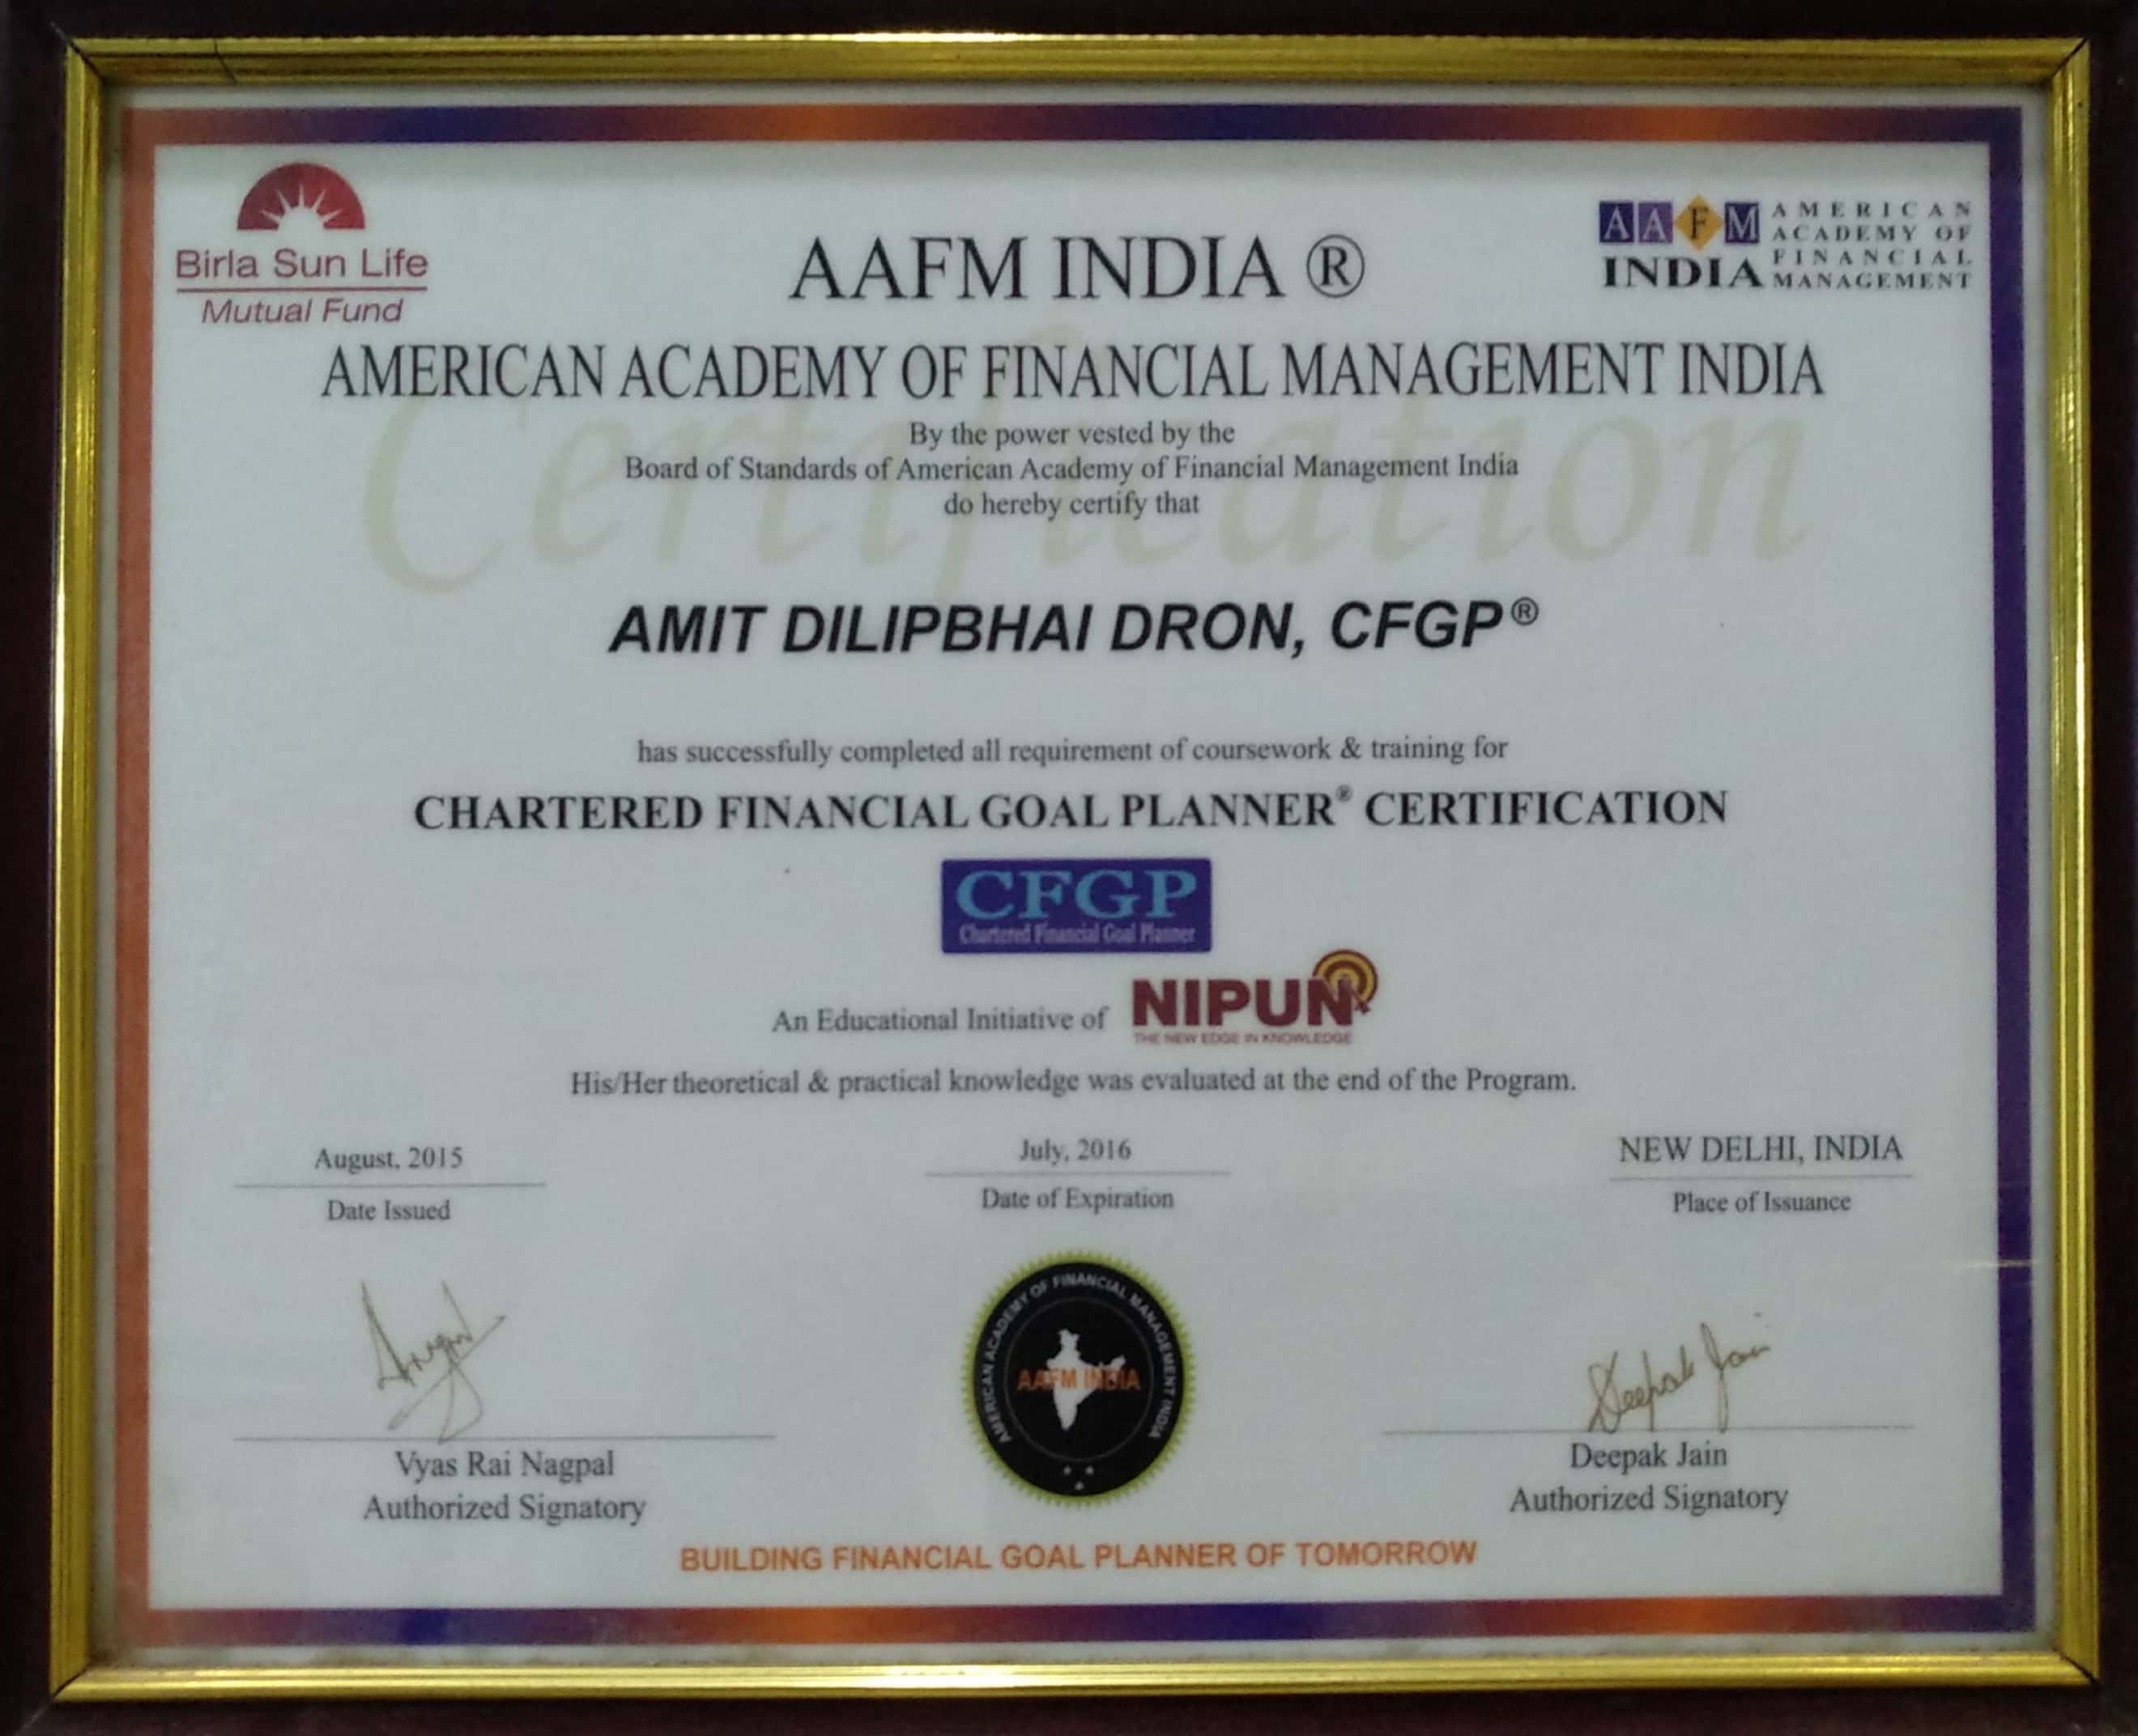 Birla Sun Life
Mutual Fund
AAFM INDIA ®
AAFM
INDIA
AMERICAN
ACADEMY OF
FINANCIAL
MANAGEMENT
AMERICAN ACADEMY OF FINANCIAL MANAGEMENT INDIA
Certification
By the power vested by the
Board of Standards of American Academy of Financial Management India
do hereby certify that
AMIT DILIPBHAI DRON, CFGP®
has successfully completed all requirement of coursework & training for
CHARTERED FINANCIAL GOAL PLANNER® CERTIFICATION
CFGP
Chartered Financial Goal Planner
An Educational Initiative of NIPUN
THE NEW EDGE IN KNOWLEDGE
His/Her theoretical & practical knowledge was evaluated at the end of the Program.
August, 2015
Date Issued
July, 2016
Date of Expiration
NEW DELHI, INDIA
Place of Issuance
AMERICAN ACADEMY OF FINANCIAL MANAGEMENT INDIA
AAFM INDIA
Deepak Jain
Vyas Rai Nagpal
Authorized Signatory
Deepak Jain
Authorized Signatory
BUILDING FINANCIAL GOAL PLANNER OF TOMORROW